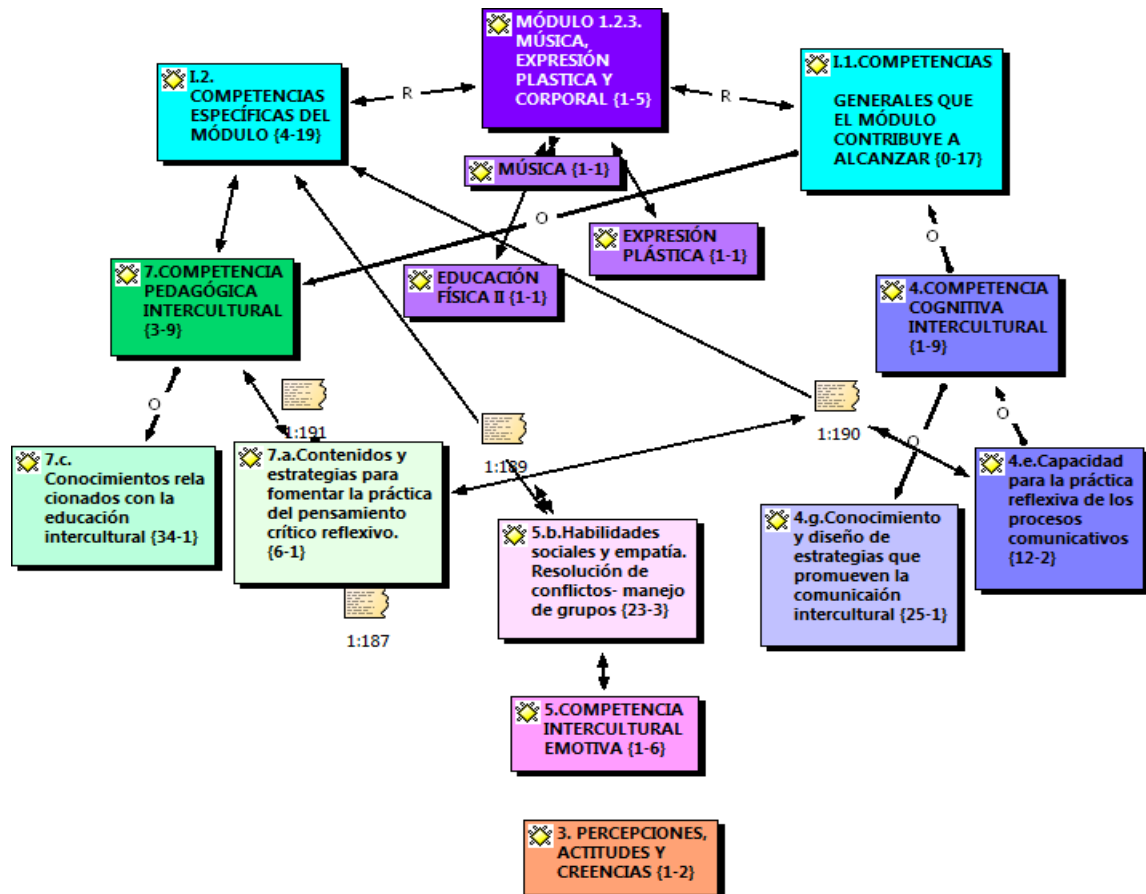 MÓDULO 1.2.3.
MÚSICA,
EXPRESIÓN
PLASTICA Y
CORPORAL {1-5}
I.2.
COMPETENCIAS
ESPECÍFICAS DEL
MÓDULO {4-19}
R
R
I.1.COMPETENCIAS
GENERALES QUE
EL MÓDULO
CONTRIBUYE A
ALCANZAR {0-17}
MÚSICA {1-1}
O
EXPRESIÓN
PLÁSTICA {1-1}
O
7.COMPETENCIA
PEDAGÓGICA
INTERCULTURAL
{3-9}
EDUCACIÓN
FÍSICA II {1-1}
4.COMPETENCIA
COGNITIVA
INTERCULTURAL
{1-9}
O
1:191
1:189
1:190
O
O
7.c.
Conocimientos rela
cionados con la
educación
intercultural {34-1}
7.a.Contenidos y
estrategias para
fomentar la práctica
del pensamiento
crítico reflexivo.
{6-1}
4.e.Capacidad
para la práctica
reflexiva de los
procesos
comunicativos
{12-2}
5.b.Habilidades
sociales y empatía.
Resolución de
conflictos- manejo
de grupos {23-3}
4.g.Conocimiento
y diseño de
estrategias que
promueven la
comunicaión
intercultural {25-1}
1:187
5.COMPETENCIA
INTERCULTURAL
EMOTIVA {1-6}
3. PERCEPCIONES,
ACTITUDES Y
CREENCIAS {1-2}